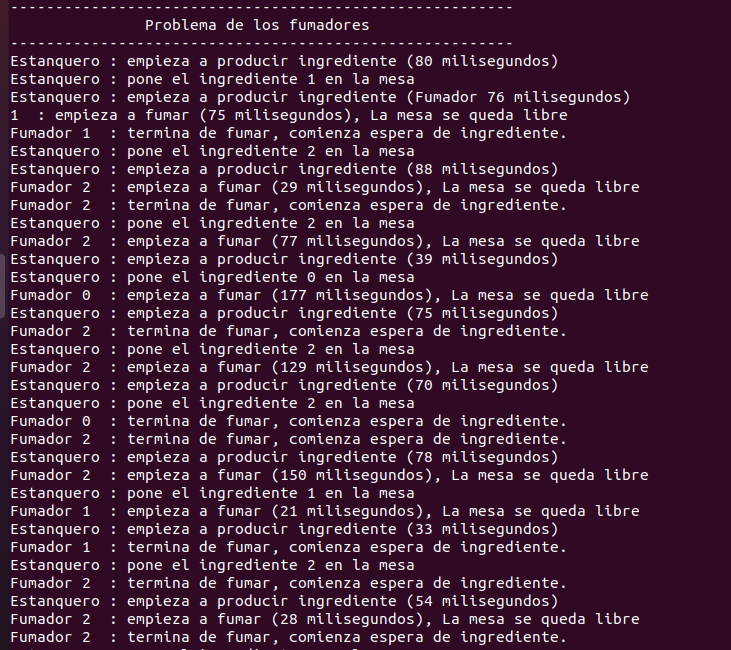 -------------------------------------------------------
Problema de los fumadores
-------------------------------------------------------
Estanquero : empieza a producir ingrediente (80 milisegundos)
Estanquero : pone el ingrediente 1 en la mesa
Estanquero : empieza a producir ingrediente (Fumador 76 milisegundos)
1  : empieza a fumar (75 milisegundos), La mesa se queda libre
Fumador 1  : termina de fumar, comienza espera de ingrediente.
Estanquero : pone el ingrediente 2 en la mesa
Estanquero : empieza a producir ingrediente (88 milisegundos)
Fumador 2  : empieza a fumar (29 milisegundos), La mesa se queda libre
Fumador 2  : termina de fumar, comienza espera de ingrediente.
Estanquero : pone el ingrediente 2 en la mesa
Fumador 2  : empieza a fumar (77 milisegundos), La mesa se queda libre
Estanquero : empieza a producir ingrediente (39 milisegundos)
Estanquero : pone el ingrediente 0 en la mesa
Fumador 0  : empieza a fumar (177 milisegundos), La mesa se queda libre
Estanquero : empieza a producir ingrediente (75 milisegundos)
Fumador 2  : termina de fumar, comienza espera de ingrediente.
Estanquero : pone el ingrediente 2 en la mesa
Fumador 2  : empieza a fumar (129 milisegundos), La mesa se queda libre
Estanquero : empieza a producir ingrediente (70 milisegundos)
Estanquero : pone el ingrediente 2 en la mesa
Fumador 0  : termina de fumar, comienza espera de ingrediente.
Fumador 2  : termina de fumar, comienza espera de ingrediente.
Estanquero : empieza a producir ingrediente (78 milisegundos)
Fumador 2  : empieza a fumar (150 milisegundos), La mesa se queda libre
Estanquero : pone el ingrediente 1 en la mesa
Fumador 1  : empieza a fumar (21 milisegundos), La mesa se queda libre
Estanquero : empieza a producir ingrediente (33 milisegundos)
Fumador 1  : termina de fumar, comienza espera de ingrediente.
Estanquero : pone el ingrediente 2 en la mesa
Fumador 2  : termina de fumar, comienza espera de ingrediente.
Estanquero : empieza a producir ingrediente (54 milisegundos)
Fumador 2  : empieza a fumar (28 milisegundos), La mesa se queda libre
Fumador 2  : termina de fumar, comienza espera de ingrediente.